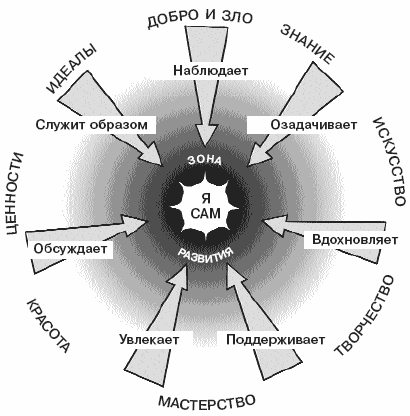 ДОБРО И ЗЛО
ЗНАНИЕ
ИДЕАЛЫ
Наблюдает
Служит образом
Озадачивает
ИСКУССТВО
ЦЕННОСТИ
ЗОНА
Я
САМ
РАЗВИТИЯ
Обсуждает
Вдохновляет
КРАСОТА
ТВОРЧЕСТВО
Увлекает
Поддерживает
МАСТЕРСТВО